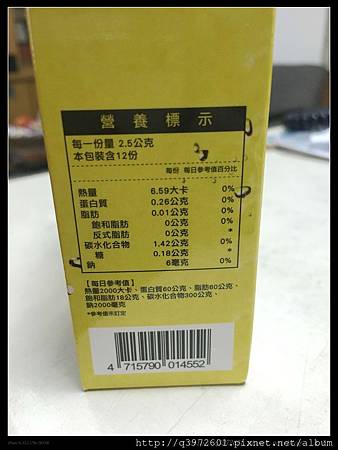 營養標示
每一份量 2.5公克
本包裝含12份
每份 每日參考值百分比
熱量 6.59大卡 0%
蛋白質 0.26公克 0%
脂肪 0.01公克 0%
飽和脂肪 0公克 0%
反式脂肪 0公克 *
碳水化合物 1.42公克 0%
糖 0.18公克 *
鈉 6毫克 0%
【每日參考值】
熱量2000大卡、蛋白質60公克、脂肪60公克、
飽和脂肪18公克、碳水化合物300公克、
鈉2000毫克
*參考值未訂定
4 715790 014552
http://q3972601.pixnet.net/album